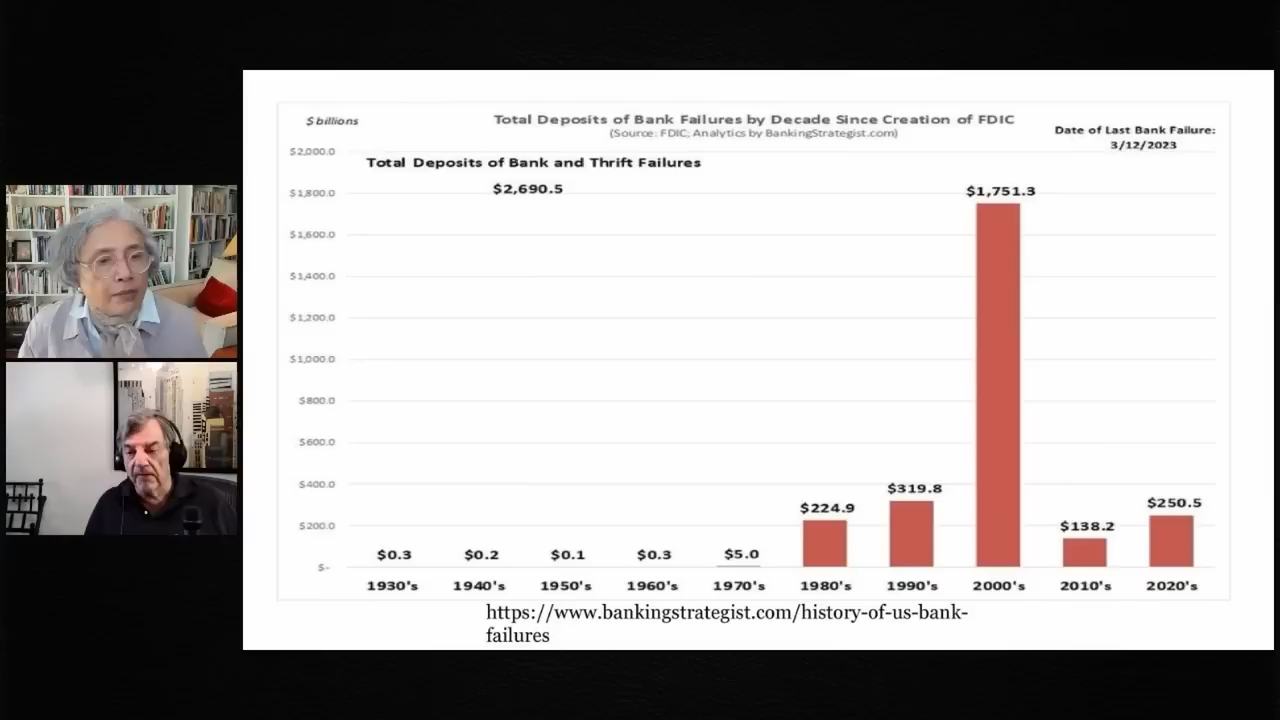 $ billions
Total Deposits of Bank Failures by Decade Since Creation of FDIC
(Source: FDIC; Analytics by BankingStrategist.com)
Date of Last Bank Failure:
3/12/2023
Total Deposits of Bank and Thrift Failures
$2,690.5
$2,000.0
$1,800.0
$1,600.0
$1,400.0
$1,200.0
$1,000.0
$800.0
$600.0
$400.0
$200.0
$-
$0.3
$0.2
$0.1
$0.3
$5.0
$224.9
$319.8
$1,751.3
$138.2
$250.5
1930's
1940's
1950's
1960's
1970's
1980's
1990's
2000's
2010's
2020's
https://www.bankingstrategist.com/history-of-us-bank-
failures